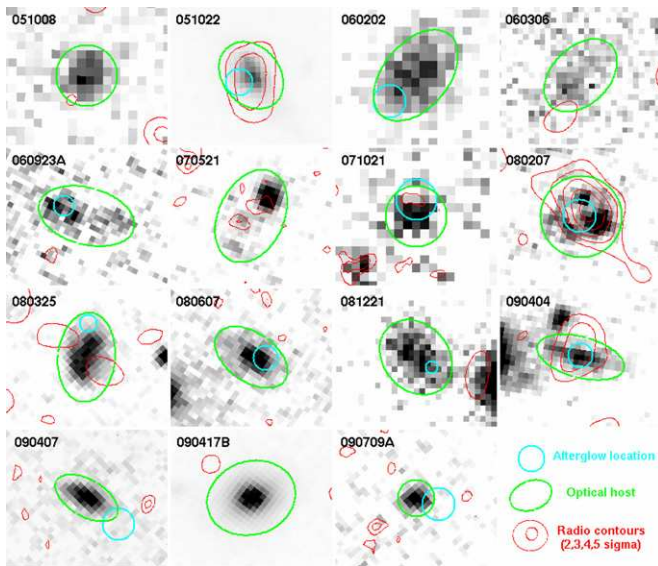 051008
051022
060202
060306
060923A
070521
071021
080207
080325
080607
081221
090404
090407
090417B
090709A
Afterglow location
Optical host
Radio contours
(2,3,4,5 sigma)